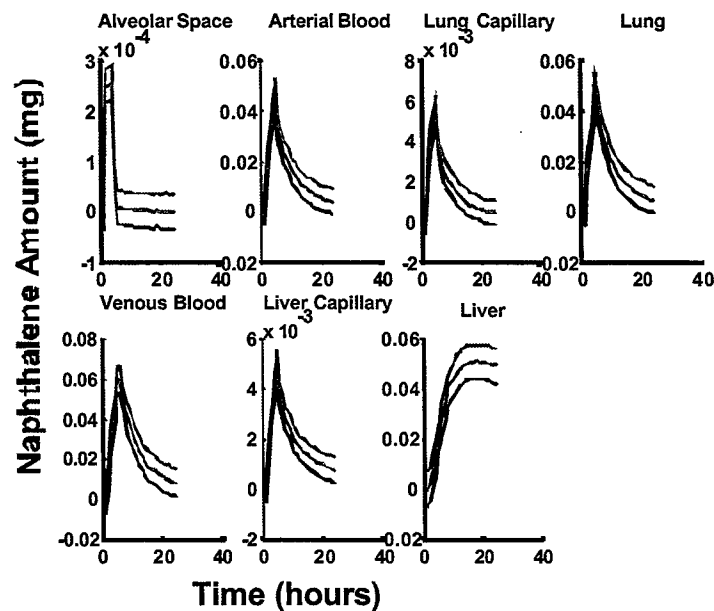 Alveolar Space
Arterial Blood
Lung Capillary
Lung
x 10⁻⁴
x 10⁻³
3
2
1
0
-1
0.06
0.04
0.02
0
0.02
8
6
4
2
0
-2
0.06
0.04
0.02
0
0.02
0 20 40
0 20 40
0 20 40
0 20 40
Venous Blood
Liver Capillary
Liver
x 10⁻³
0.08
0.06
0.04
0.02
0
-0.02
6
4
2
0
-2
0.06
0.04
0.02
0
0.02
0 20 40
0 20 40
0 20 40
Naphthalene Amount (mg)
Time (hours)